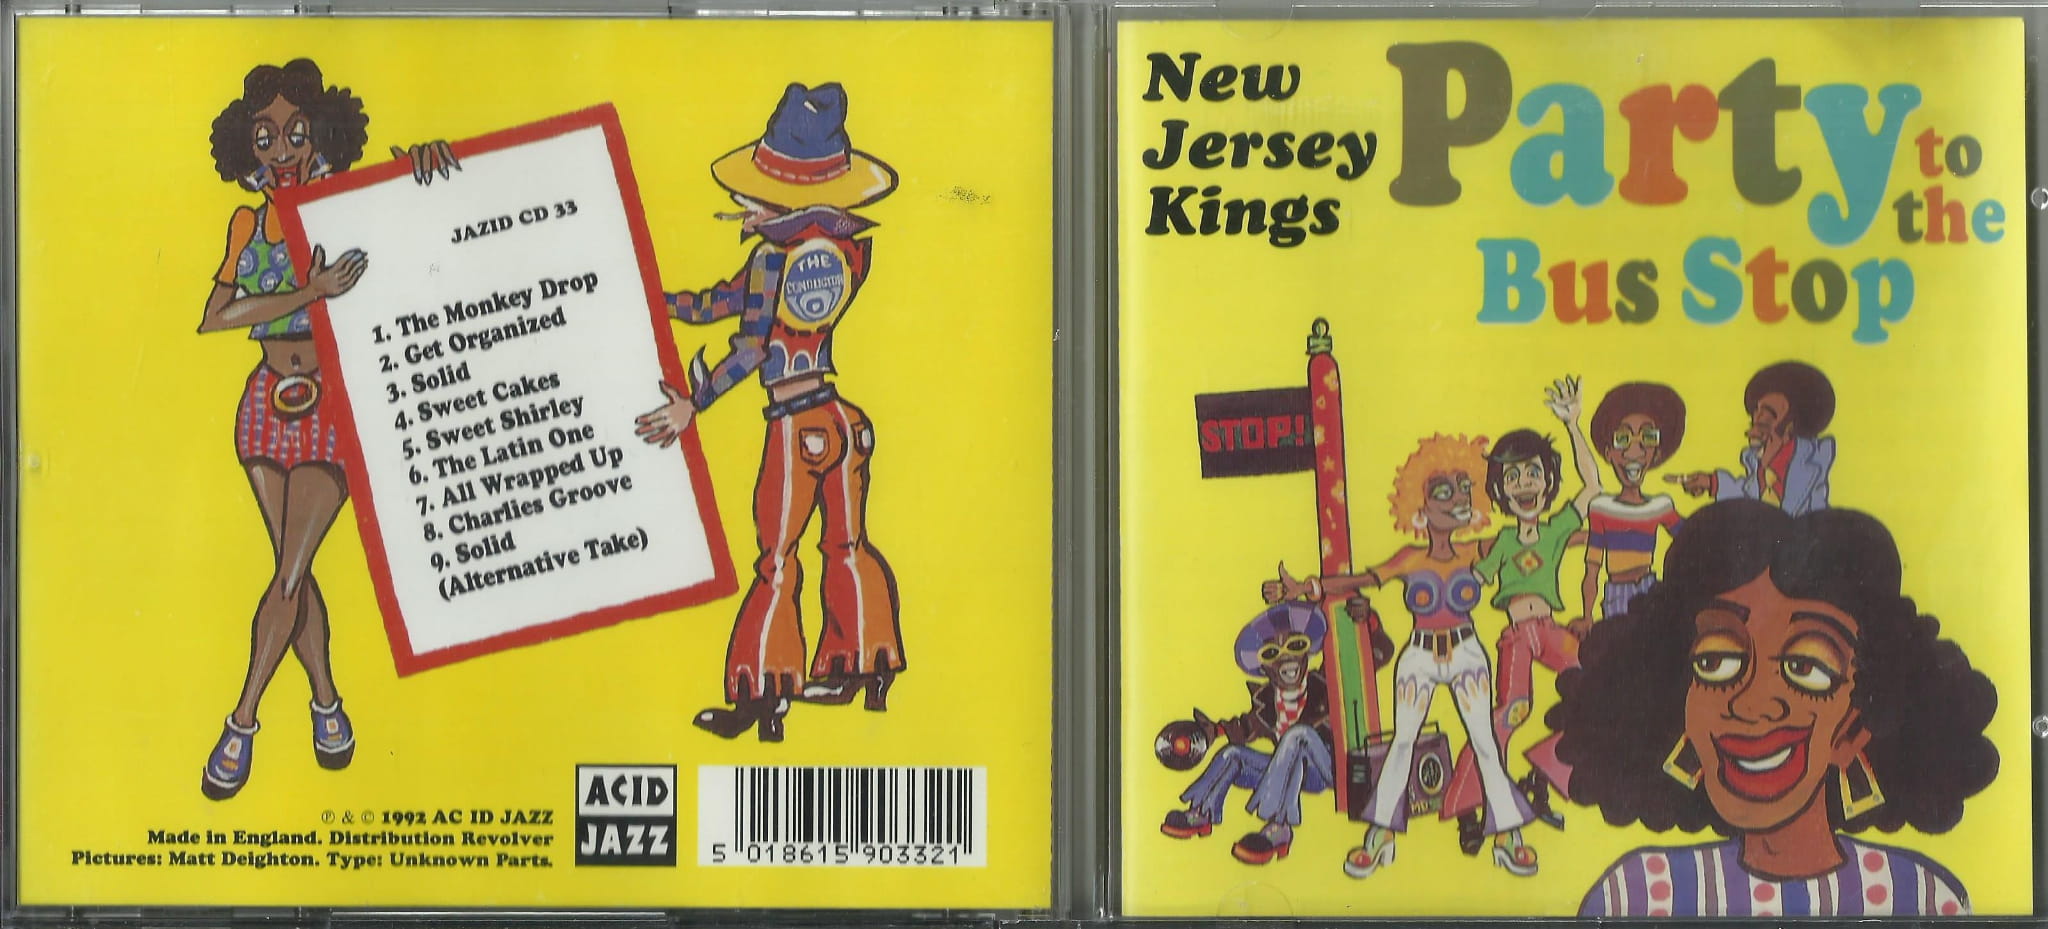 JAZID CD 33
1. The Monkey Drop
2. Get Organized
3. Solid
4. Sweet Cakes
5. Sweet Shirley
6. The Latin One
7. All Wrapped Up
8. Charlies Groove
9. Solid
(Alternative Take)
THE
CONDUCTOR
℗ & © 1992 AC ID JAZZ
Made in England. Distribution Revolver
Pictures: Matt Deighton. Type: Unknown Parts.
ACID
JAZZ
5 018615 903321
New
Jersey
Kings
Party
to
the
Bus Stop
STOP!